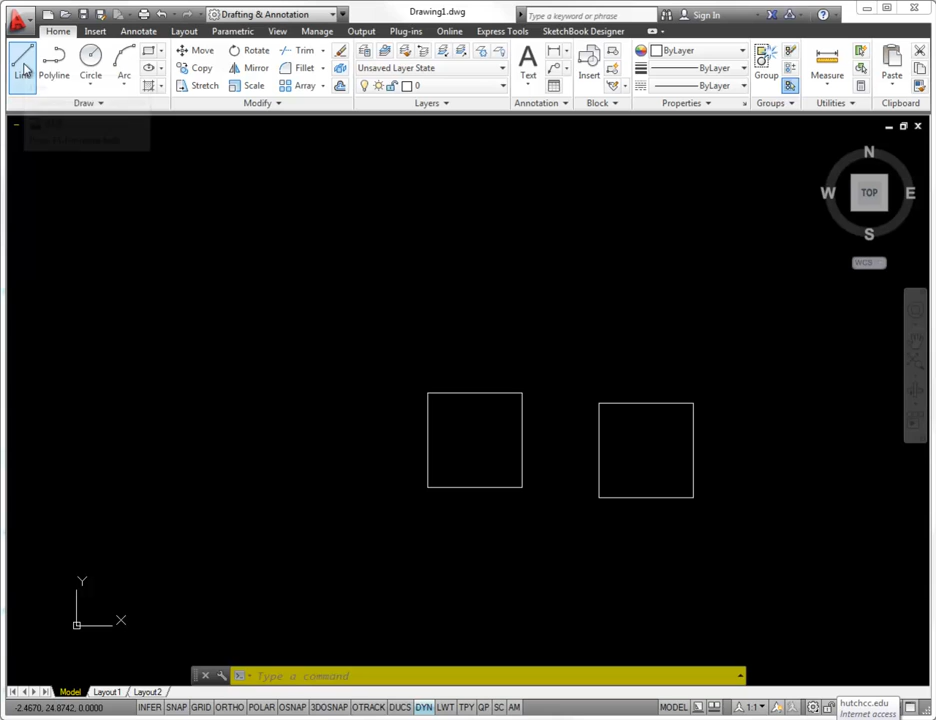 Drafting & Annotation
Drawing1.dwg
Type a keyword or phrase
Sign In
Home Insert Annotate Layout Parametric View Manage Output Plug-ins Online Express Tools SketchBook Designer
Line Polyline Circle Arc
Move Rotate Trim
Copy Mirror Fillet
Stretch Scale Array
Unsaved Layer State
0
Text
Insert
ByLayer
ByLayer
ByLayer
Group
Measure
Paste
Draw Modify Layers Annotation Block Properties Groups Utilities Clipboard
N
W TOP E
S
WCS
Y
X
Type a command
Model Layout1 Layout2
-2.4670, 24.8742, 0.0000 INFER SNAP GRID ORTHO POLAR OSNAP 3DOSNAP OTRACK DUCS DYN LWT TPY QP SC AM MODEL 1:1
hutchcc.edu
Internet access